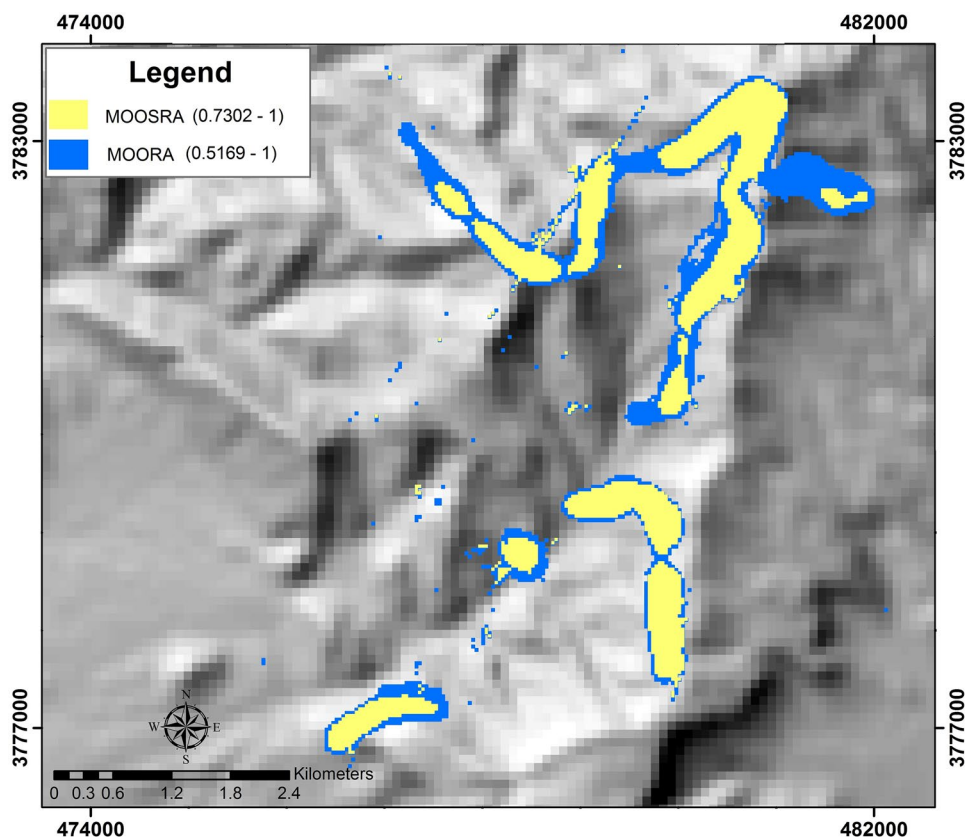 474000 482000
Legend
MOOSRA (0.7302 - 1)
MOORA (0.5169 - 1)
3783000 3783000
3777000 3777000
N
W E
S
Kilometers
0 0.3 0.6 1.2 1.8 2.4
474000 482000